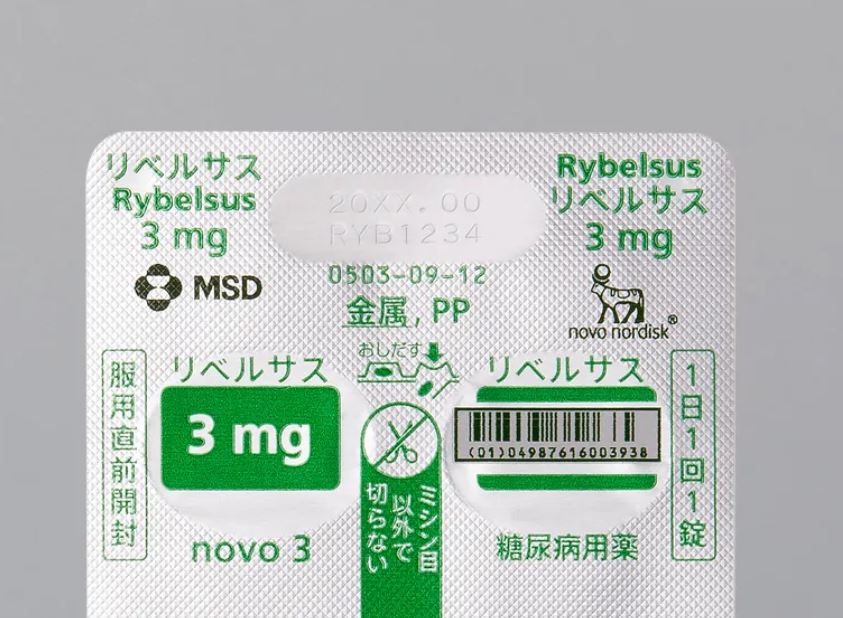 リベルサス
Rybelsus
3 mg
MSD
20XX.00
RYB1234
0503-09-12
金属, PP
Rybelsus
リベルサス
3 mg
novo nordisk®
おしだす
服用直前開封
リベルサス
3 mg
novo 3
ミシン目
以外で
切らない
リベルサス
(01)04987616003938
糖尿病用薬
1日1回1錠